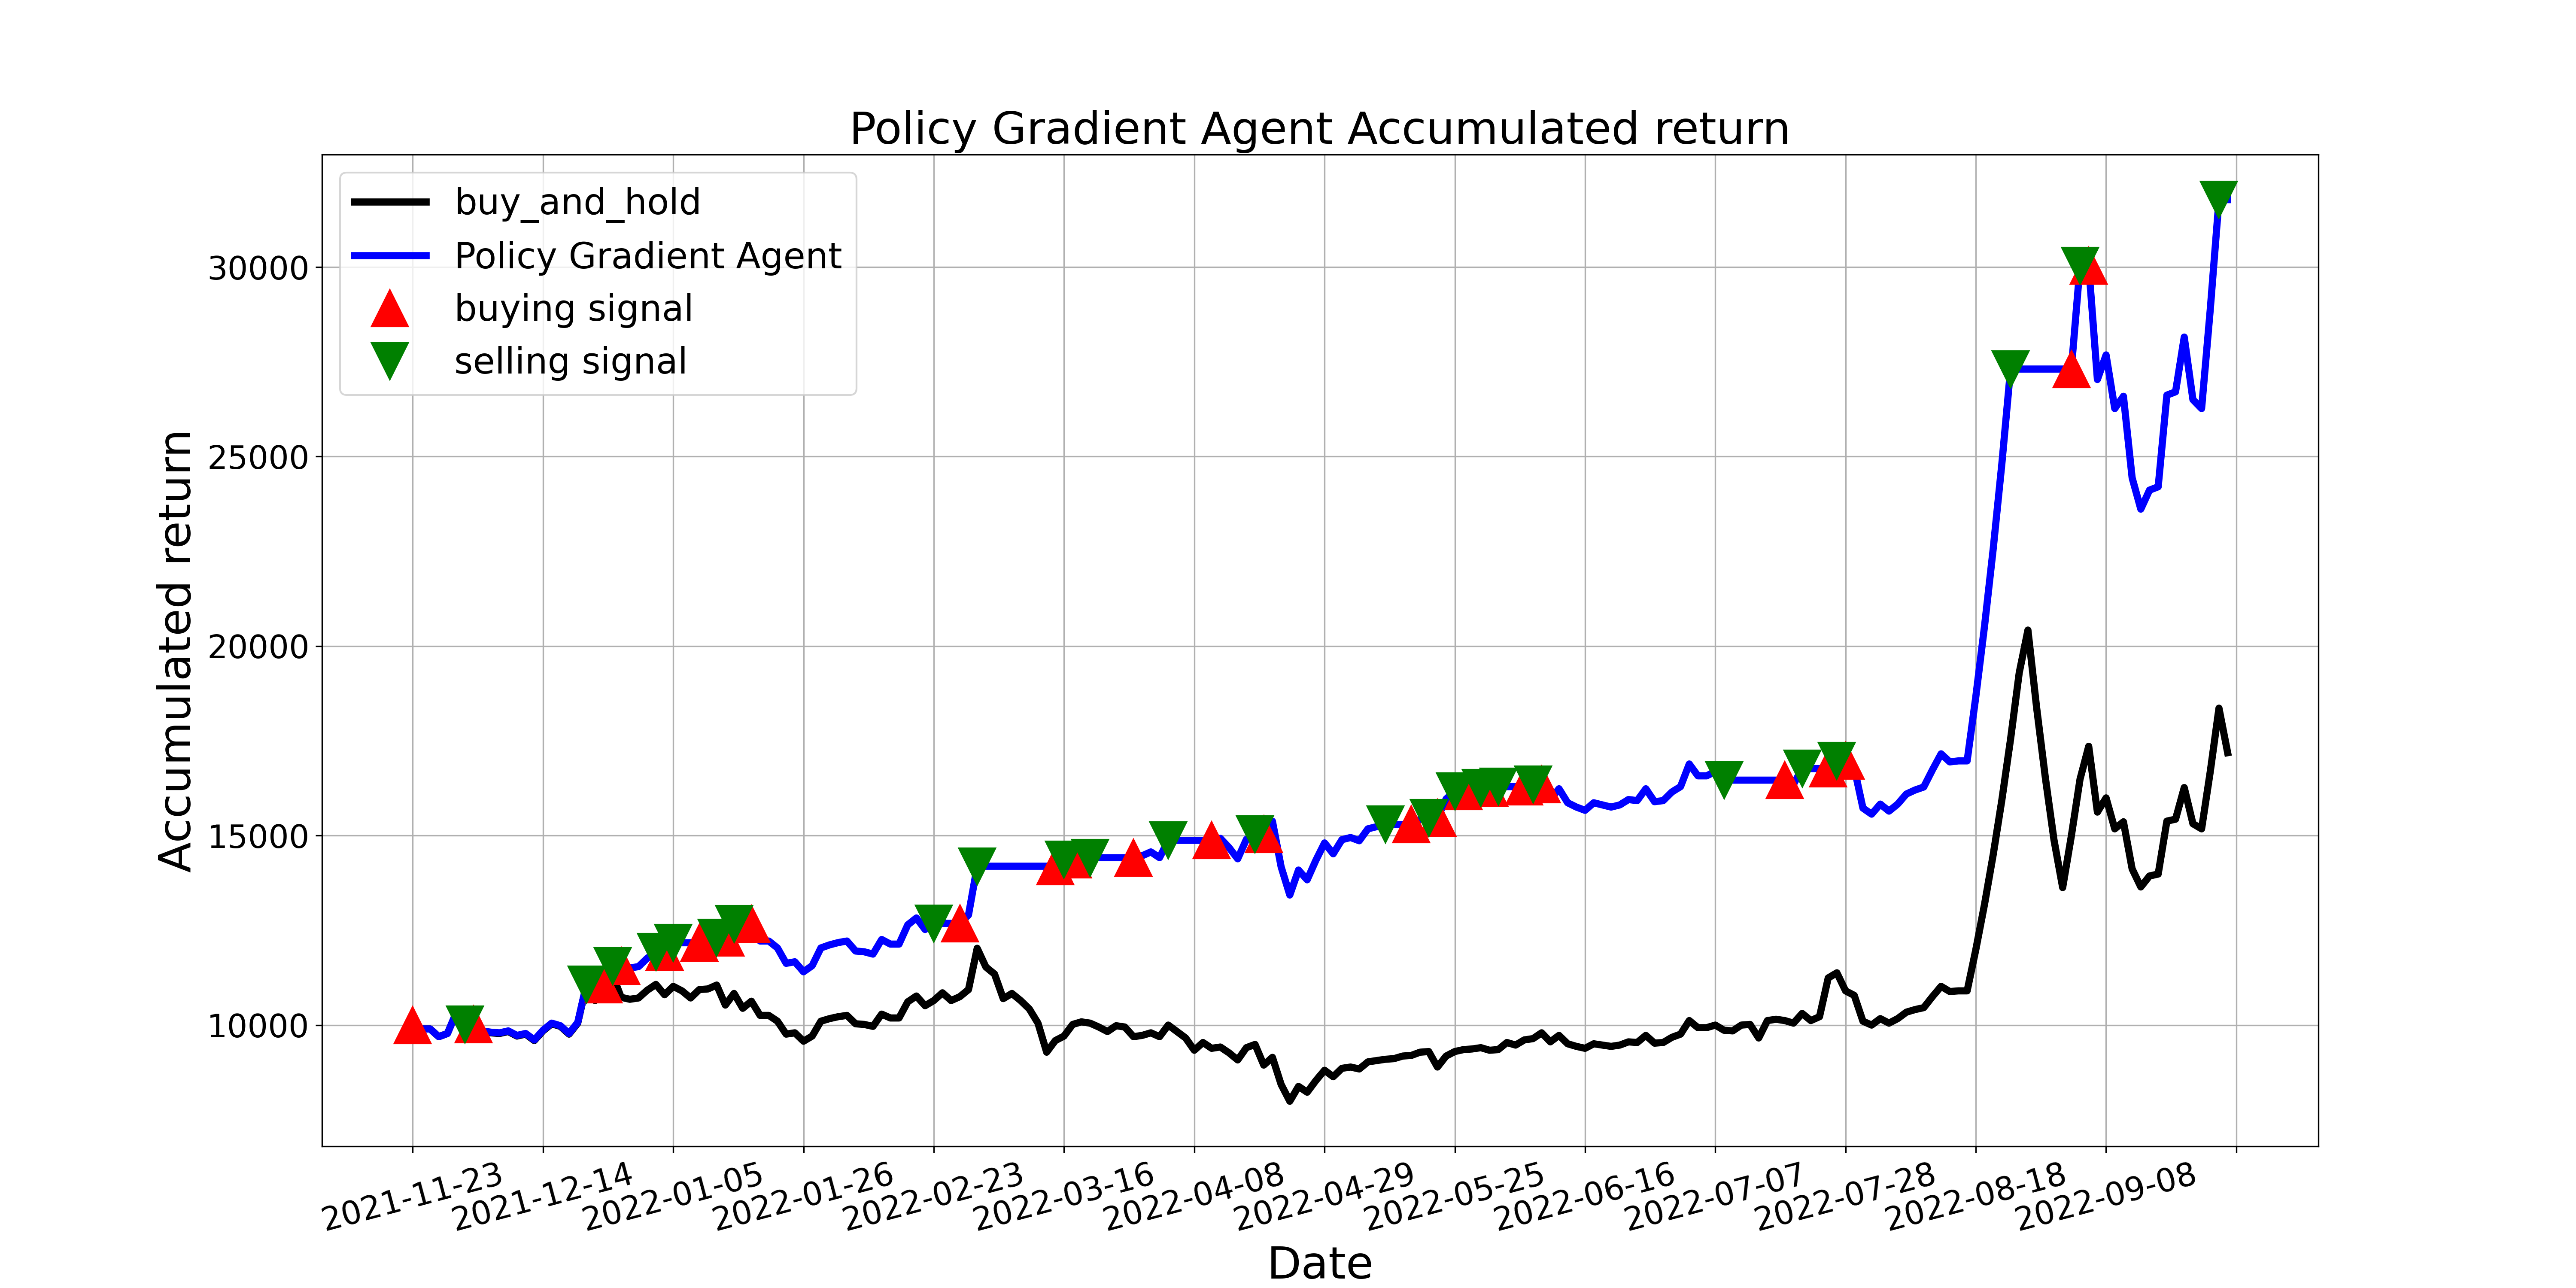 Policy Gradient Agent Accumulated return
buy_and_hold
Policy Gradient Agent
buying signal
selling signal
Accumulated return
30000
25000
20000
15000
10000
2021-11-23
2021-12-14
2022-01-05
2022-01-26
2022-02-23
2022-03-16
2022-04-08
2022-04-29
2022-05-25
2022-06-16
2022-07-07
2022-07-28
2022-08-18
2022-09-08
Date